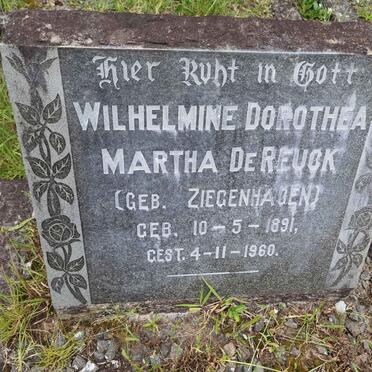 Hier Ruht in Gott
WILHELMINE DOROTHEA
MARTHA DE REUCK
(GEB. ZIEGENHAGEN)
GEB. 10-5-1891,
GEST. 4-11-1960.